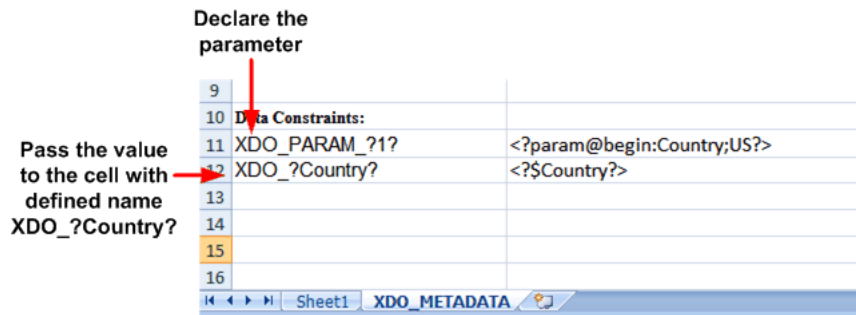 Declare the
parameter
9
10 Data Constraints:
11 XDO_PARAM_?1? <?param@begin:Country;US?>
Pass the value
to the cell with
defined name
XDO_?Country?
12 XDO_?Country? <?$Country?>
13
14
15
16
Sheet1 XDO_METADATA